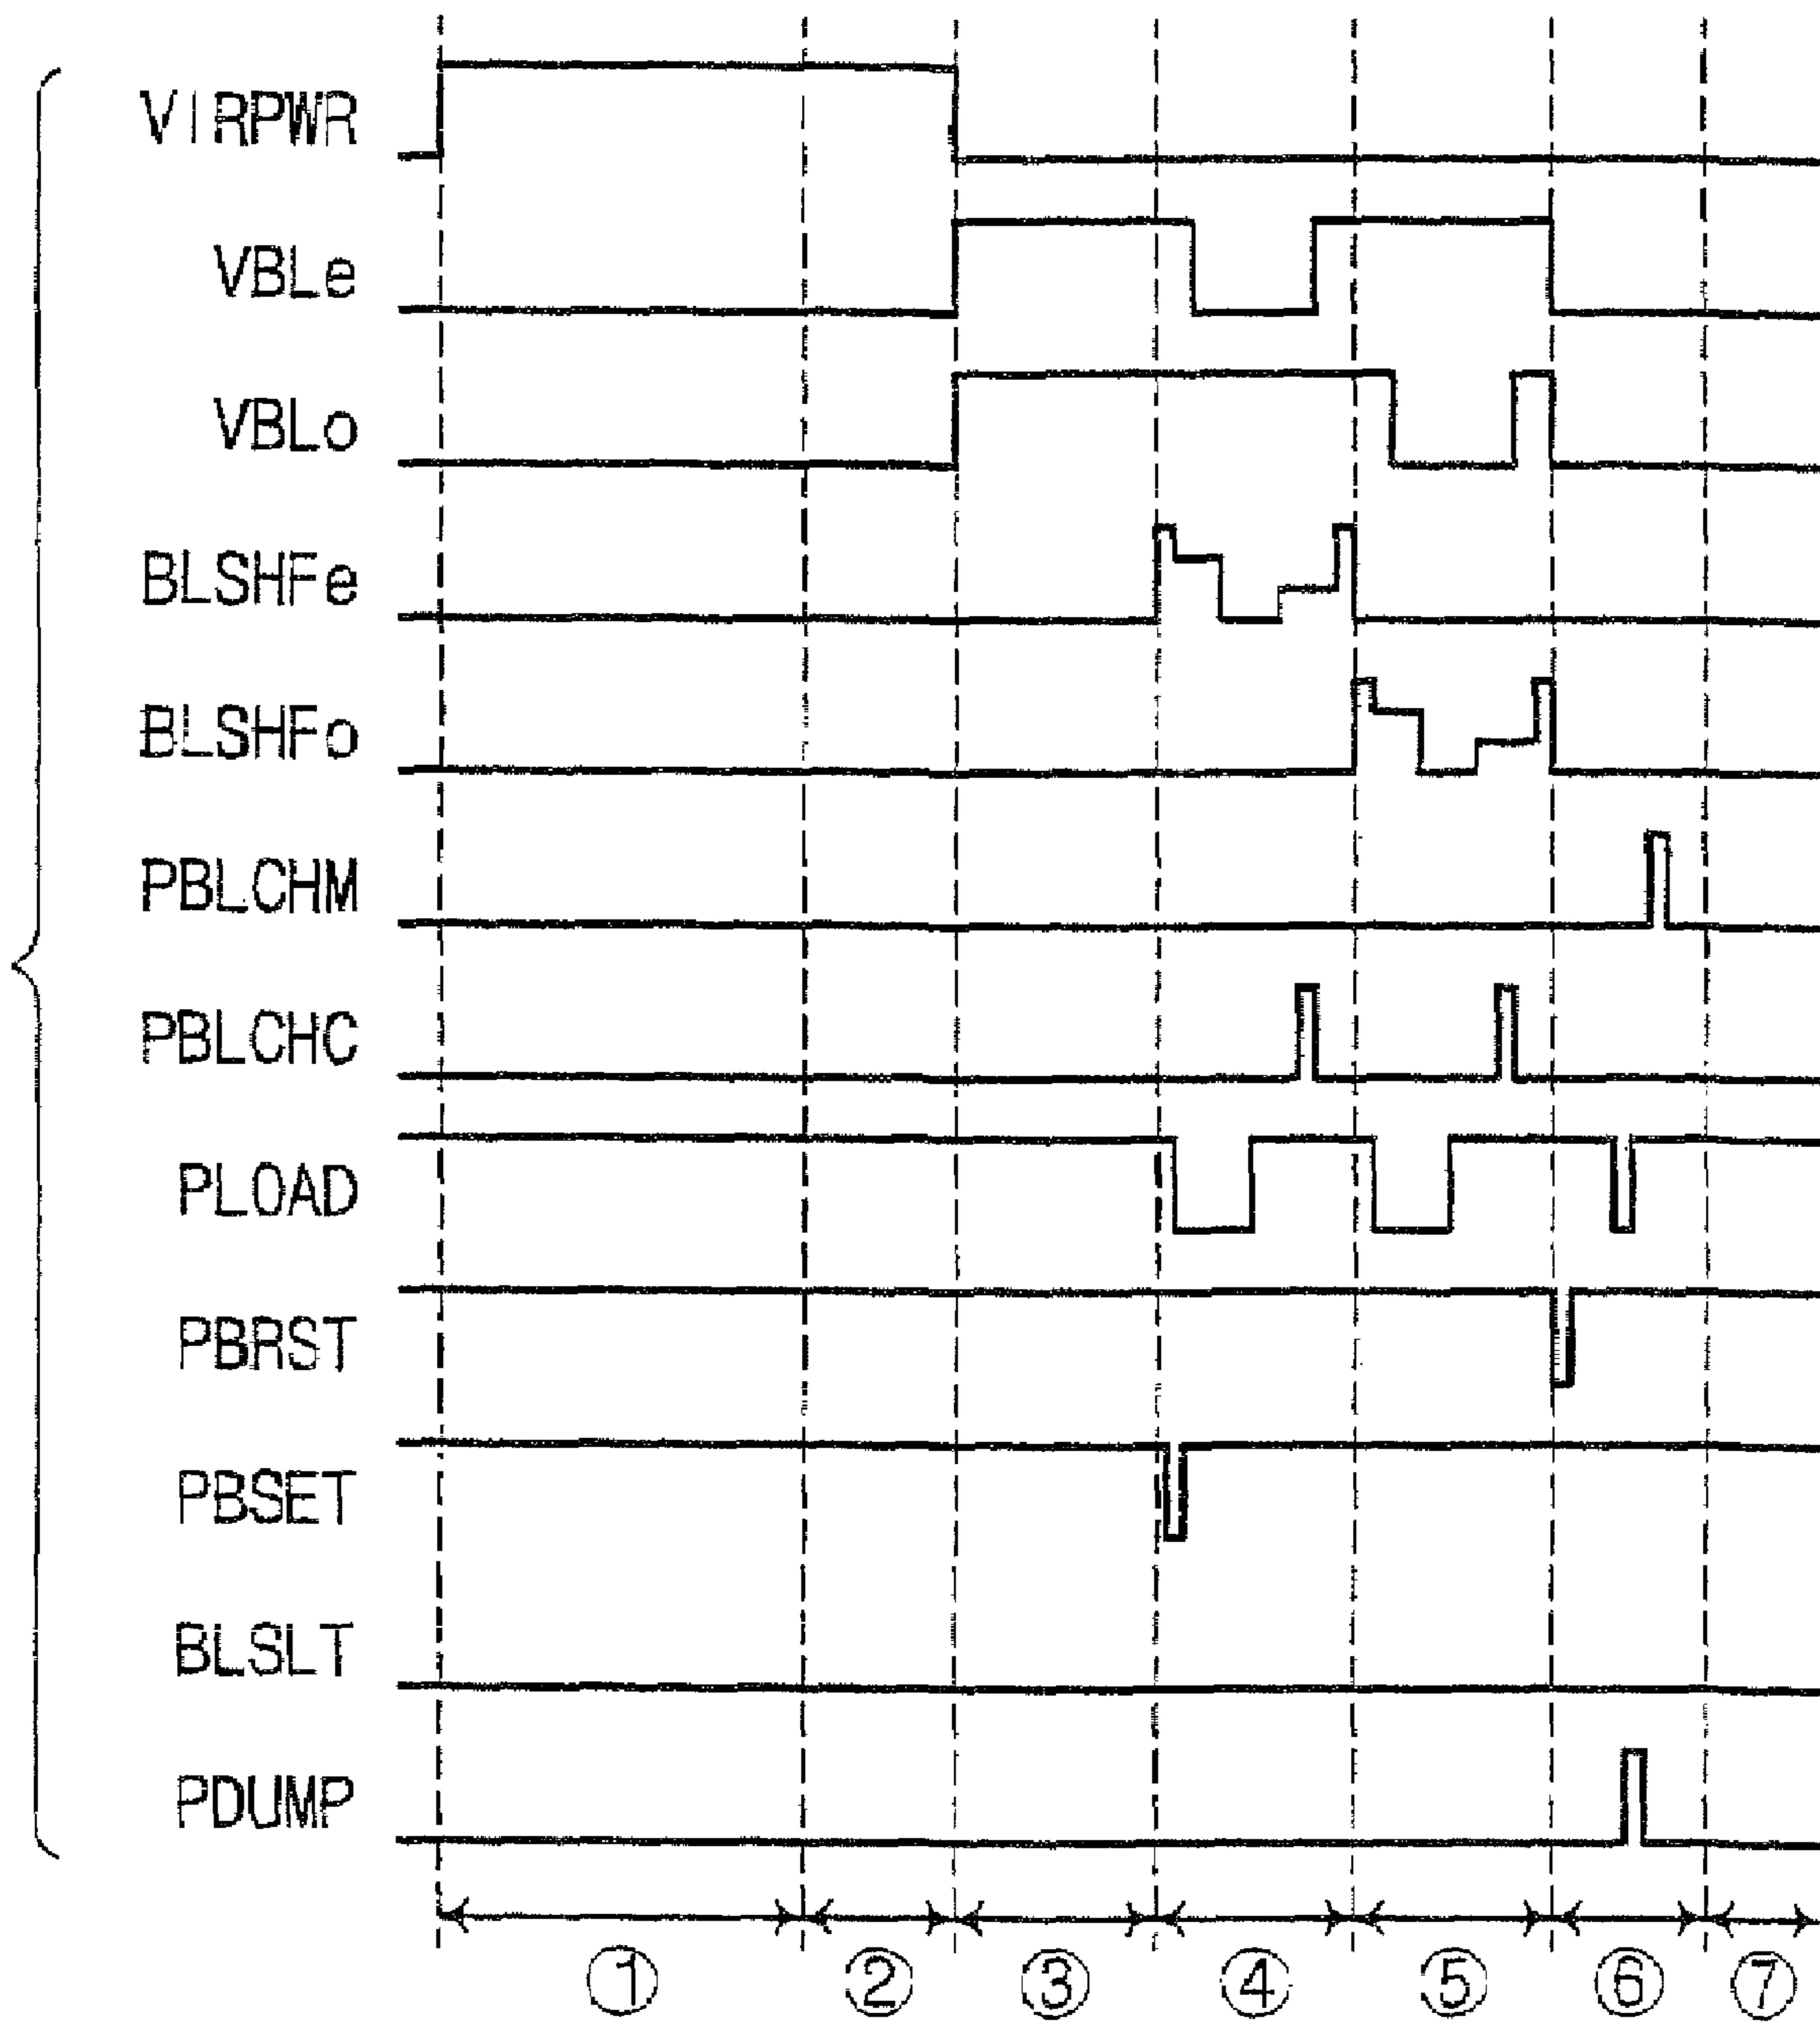 VIRPWR
VBLe
VBLo
BLSHFe
BLSHFo
PBLCHM
PBLCHC
PLOAD
PBRST
PBSET
BLSLT
PDUMP
① ② ③ ④ ⑤ ⑥ ⑦